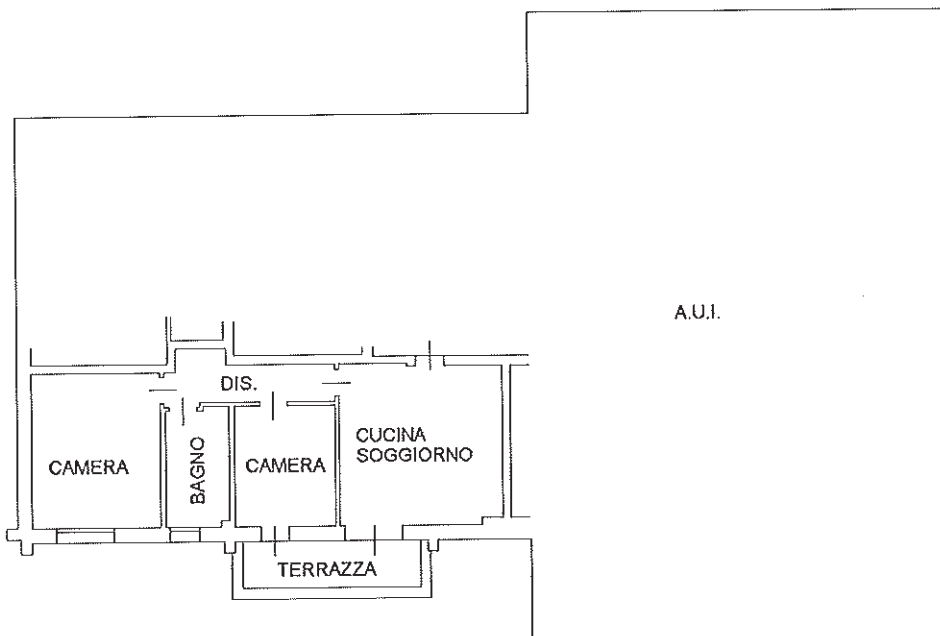 A.U.I.
DIS.
CUCINA
SOGGIORNO
CAMERA
BAGNO
CAMERA
TERRAZZA